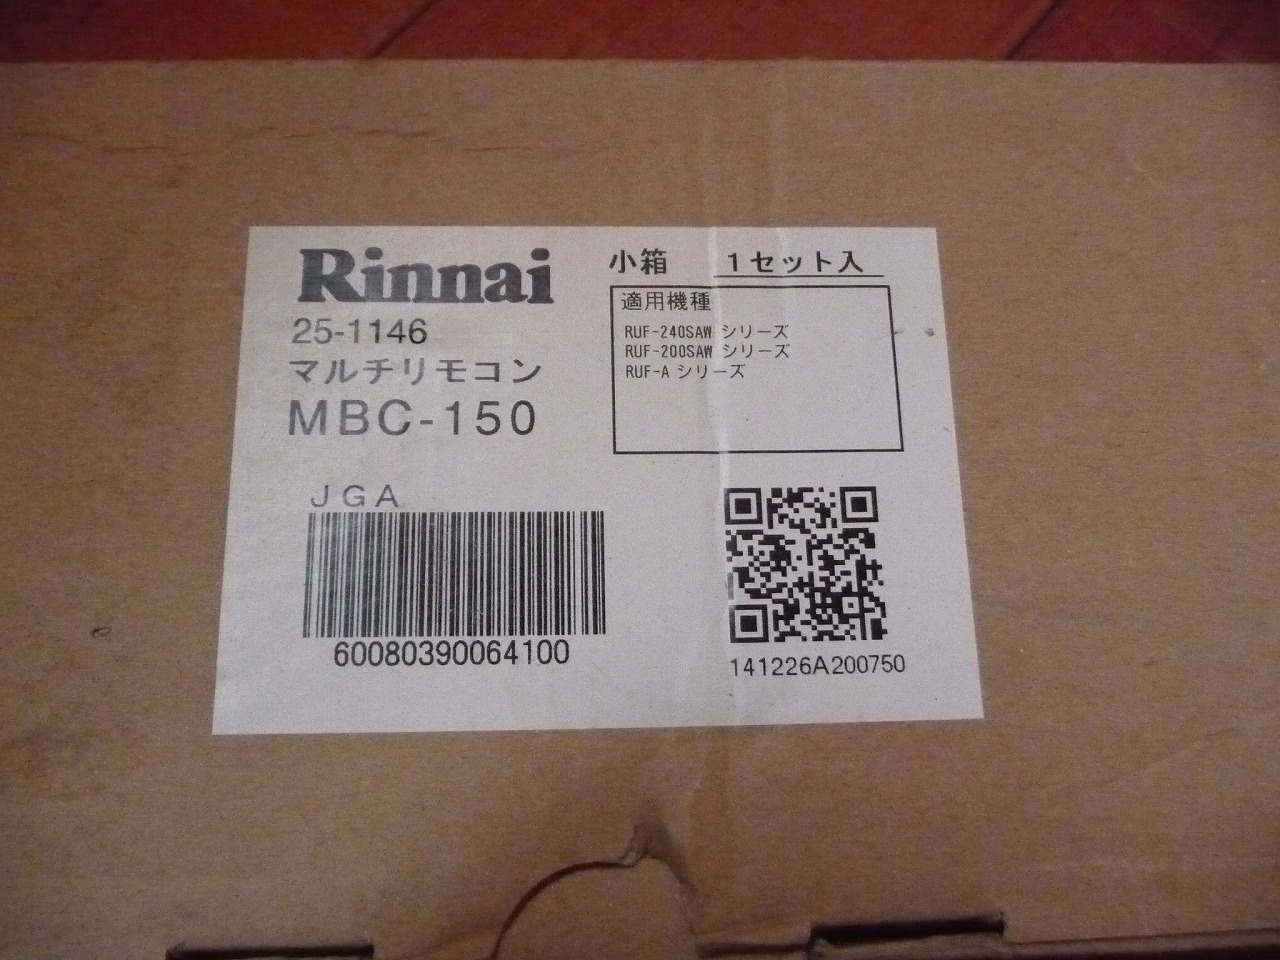 Rinnai
25-1146
マルチリモコン
MBC-150
小箱 1セット入
適用機種
RUF-240SAW シリーズ
RUF-200SAW シリーズ
RUF-A シリーズ
JGA
60080390064100
141226A200750